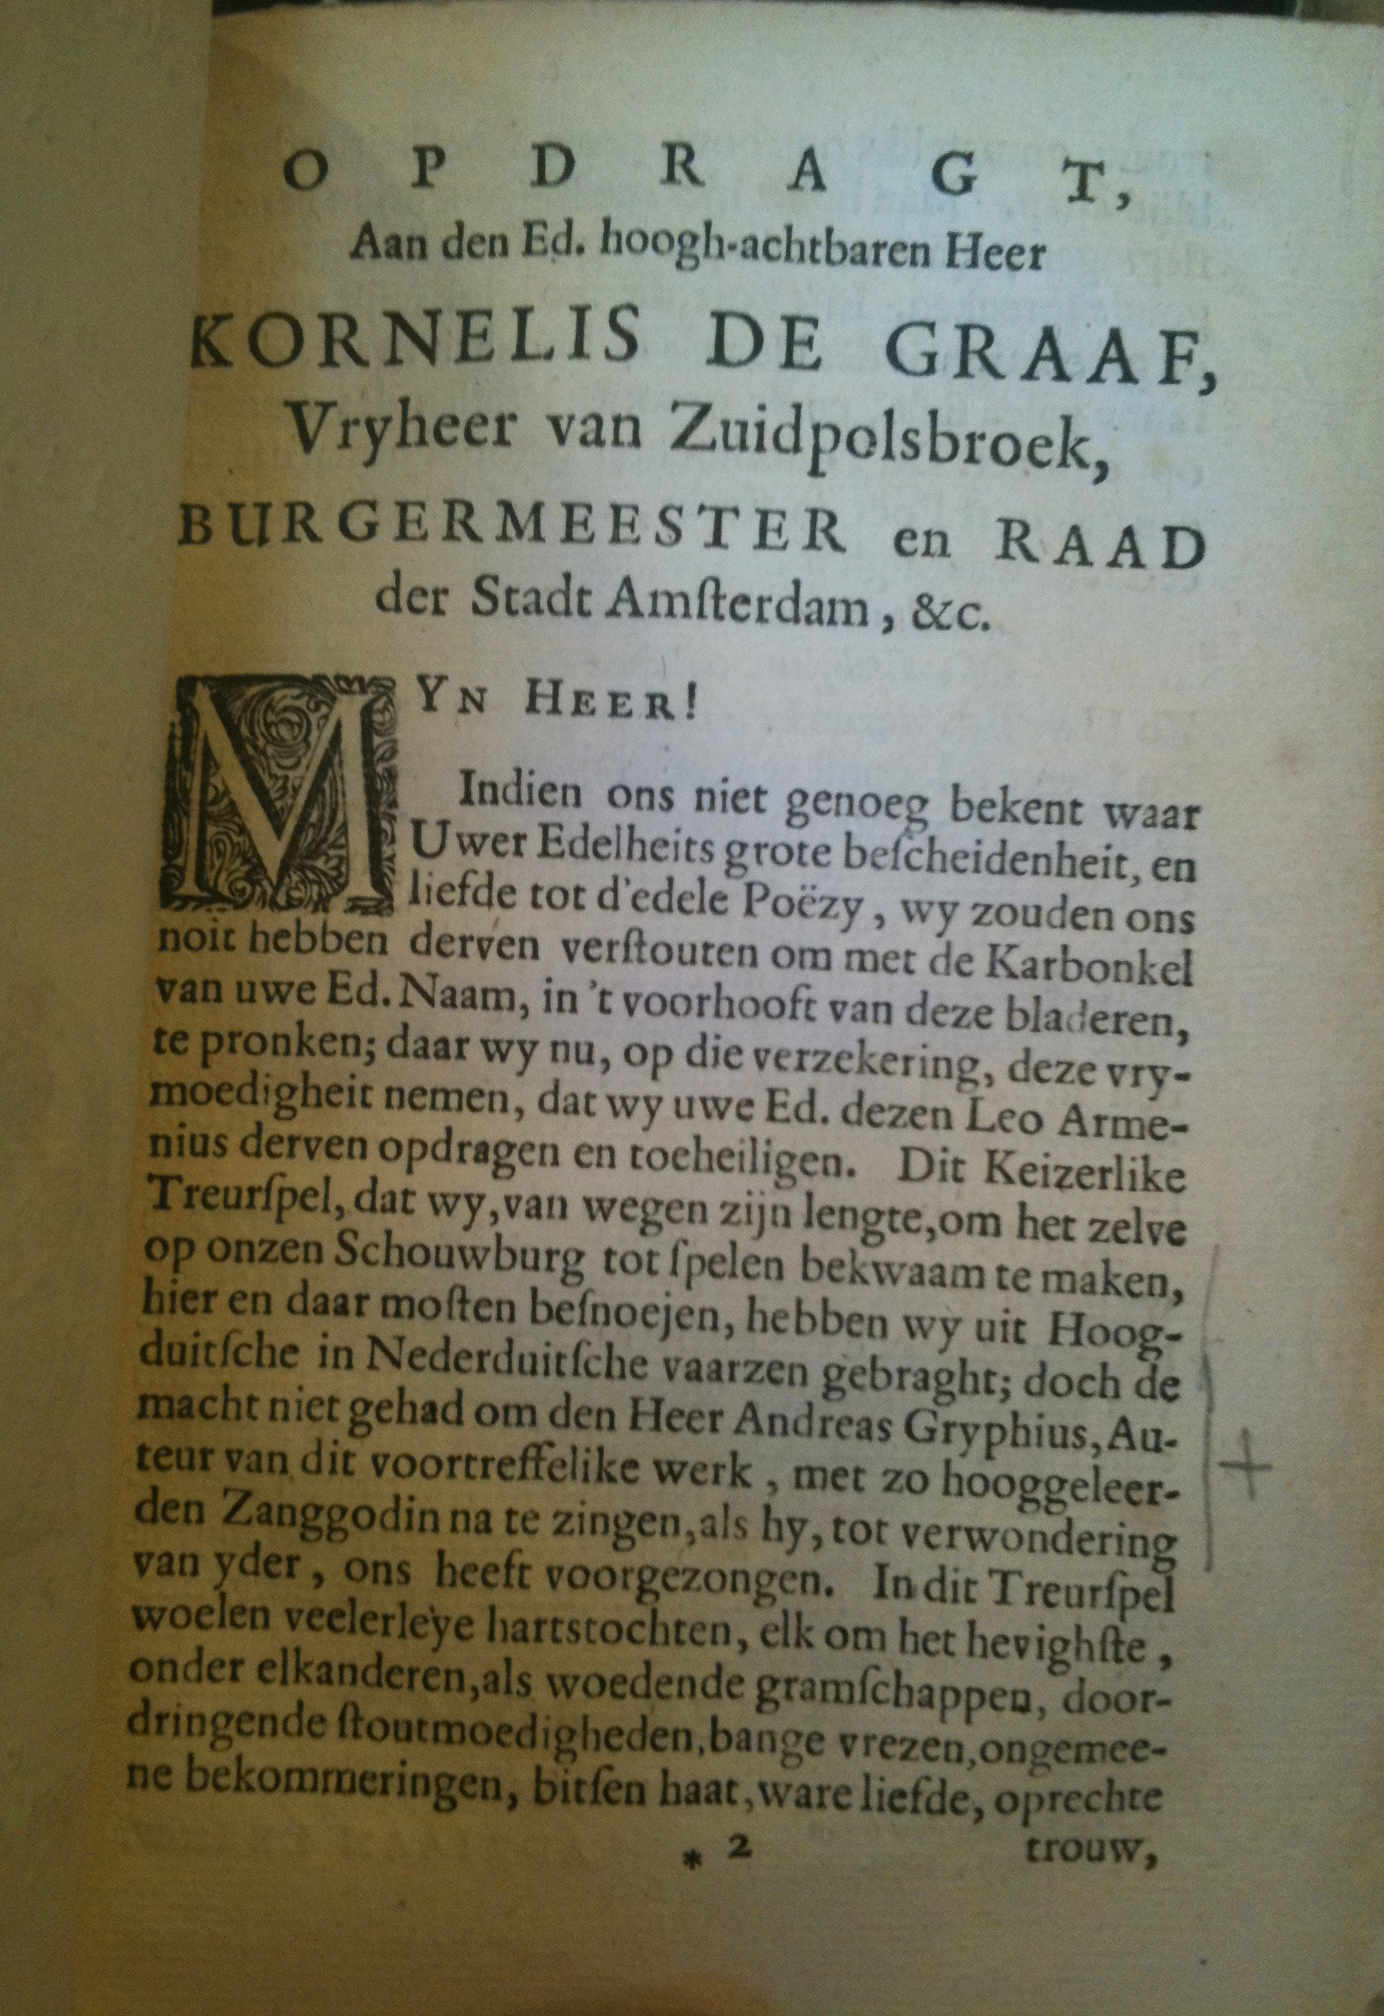 OPDRAGT,
Aan den Ed. hoogh-achtbaren Heer
KORNELIS DE GRAAF,
Vryheer van Zuidpolsbroek,
BURGERMEESTER en RAAD
der Stadt Amſterdam, &c.
MYN HEER!
Indien ons niet genoeg bekent waar
Uwer Edelheits grote beſcheidenheit, en
liefde tot d'edele Poëzy, wy zouden ons
noit hebben derven verſtouten om met de Karbonkel
van uwe Ed. Naam, in 't voorhooft van deze bladeren,
te pronken; daar wy nu, op die verzekering, deze vry-
moedigheit nemen, dat wy uwe Ed. dezen Leo Arme-
nius derven opdragen en toeheiligen. Dit Keizerlike
Treurſpel, dat wy, van wegen zijn lengte, om het zelve
op onzen Schouwburg tot ſpelen bekwaam te maken,
hier en daar moſten beſnoejen, hebben wy uit Hoog-
duitſche in Nederduitſche vaarzen gebraght; doch de
macht niet gehad om den Heer Andreas Gryphius, Au-
teur van dit voortreffelike werk, met zo hooggeleer-
den Zanggodin na te zingen, als hy, tot verwondering
van yder, ons heeft voorgezongen. In dit Treurſpel
woelen veelerleye hartstochten, elk om het hevighſte,
onder elkanderen, als woedende gramſchappen, door-
dringende ſtoutmoedigheden, bange vrezen, ongemee-
ne bekommeringen, bitſen haat, ware liefde, oprechte
* 2 trouw,